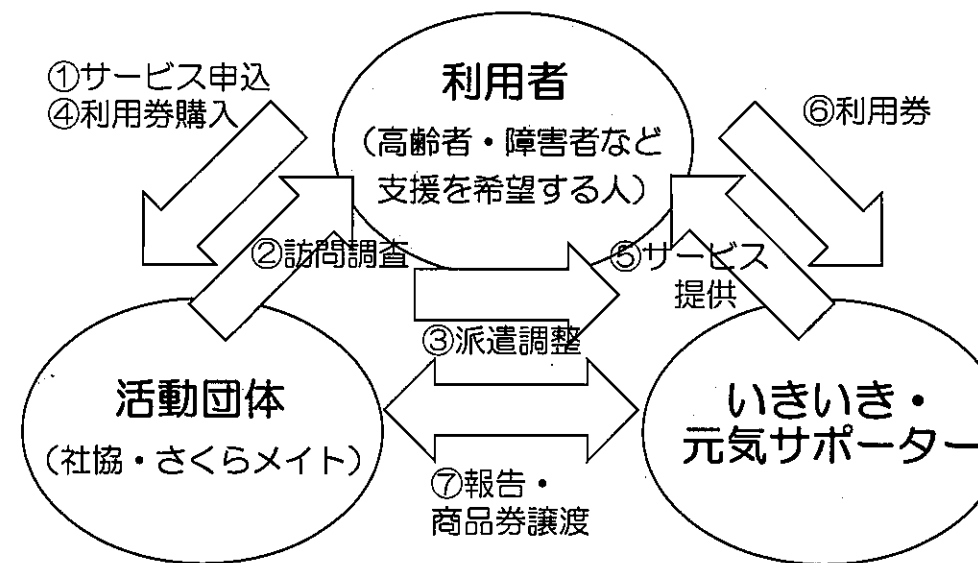 ①サービス申込
④利用券購入
利用者
(高齢者・障害者など
支援を希望する人)
⑥利用券
②訪問調査
⑤サービス
提供
③派遣調整
活動団体
(社協・さくらメイト)
いきいき・
元気サポーター
⑦報告・
商品券譲渡